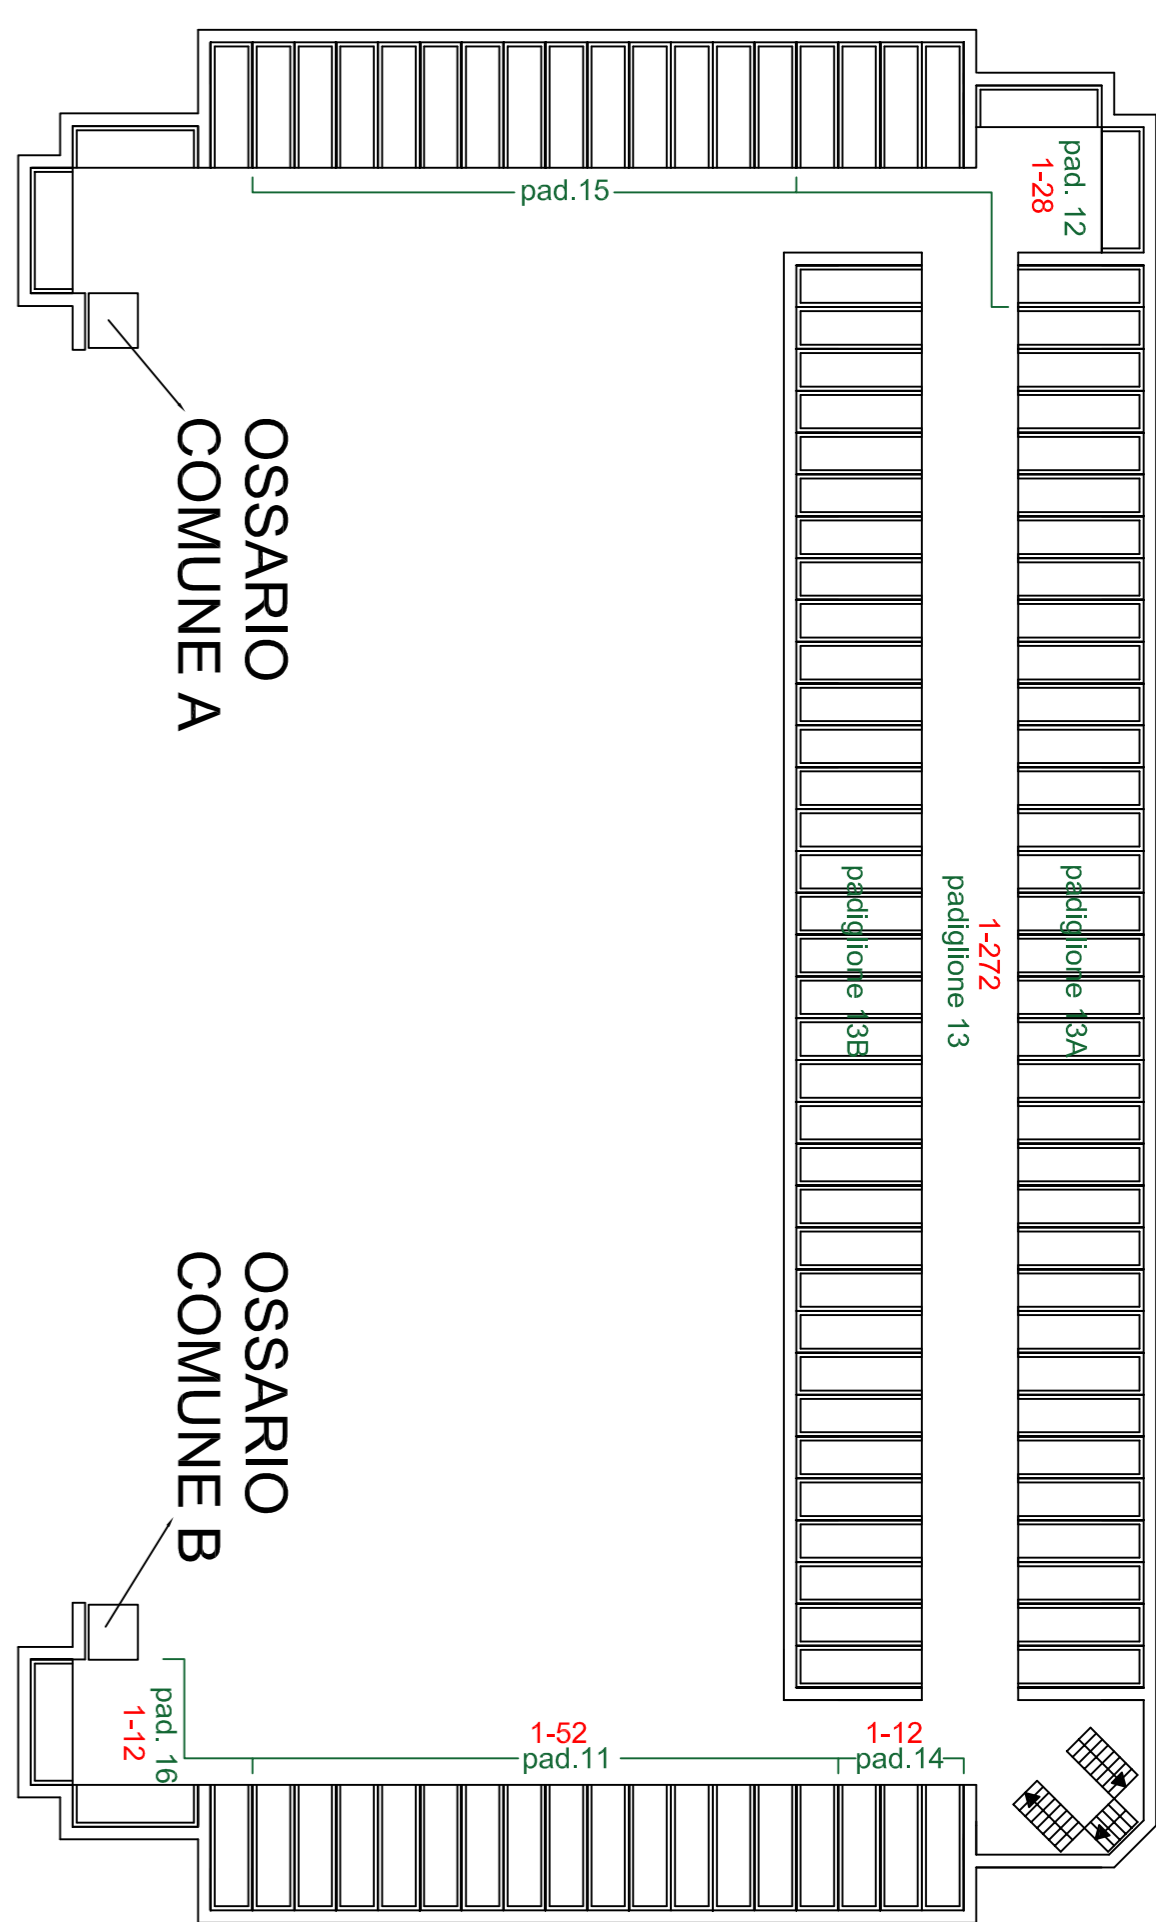 pad.15
pad. 12
1-28
OSSARIO
COMUNE A
padiglione 13A
1-272
padiglione 13
padiglione 13B
OSSARIO
COMUNE B
pad. 16
1-12
1-52
pad.11
1-12
pad.14